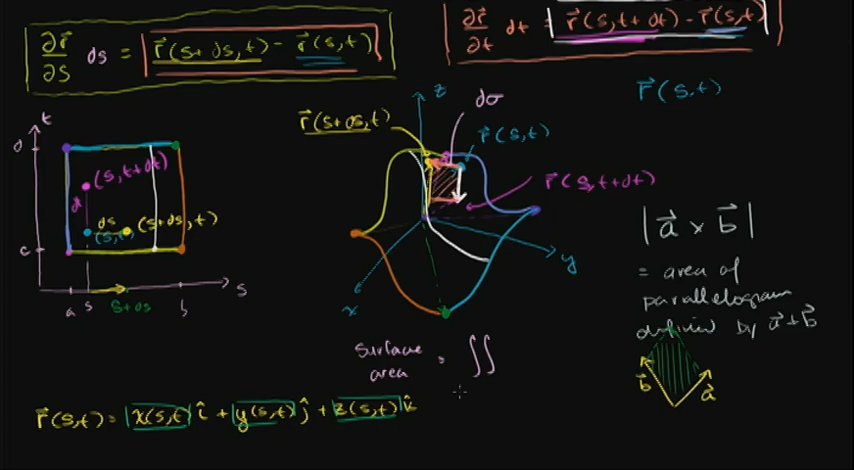 ∂r⃗/∂s ds = r⃗(s+ds,t) - r⃗(s,t)
∂r⃗/∂t dt = r⃗(s,t+dt) - r⃗(s,t)
r⃗(s,t)
t
d
(s,t+dt)
dt
ds
(s+ds,t)
(s,t)
c
a s s+ds b s
z
dσ
r⃗(s+ds,t)
r⃗(s,t)
r⃗(s,t+dt)
x
y
|a⃗ x b⃗|
= area of
parallelogram
defined by a⃗ + b⃗
b⃗ a⃗
surface
area = ∫∫
r⃗(s,t) = x(s,t) î + y(s,t) ĵ + z(s,t) k̂